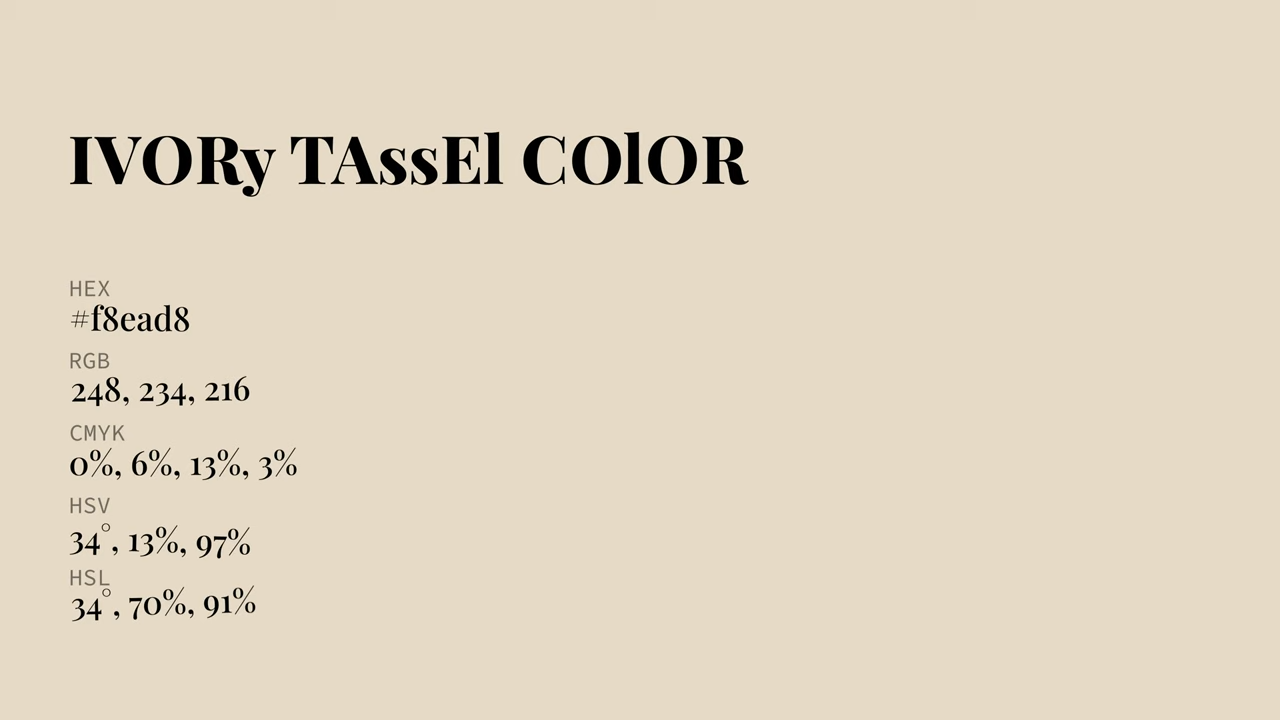 IVORy TAssEl COlOR
HEX
#f8ead8
RGB
248, 234, 216
CMYK
0%, 6%, 13%, 3%
HSV
34°, 13%, 97%
HSL
34°, 70%, 91%